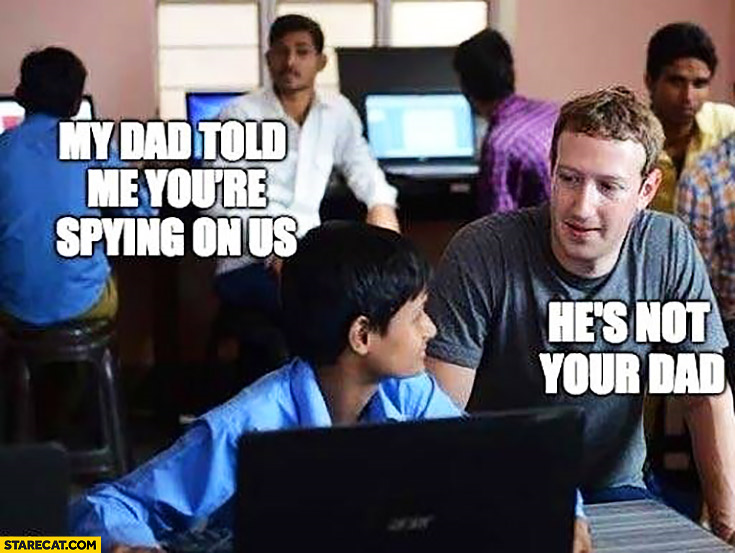 MY DAD TOLD
ME YOU'RE
SPYING ON US
HE'S NOT
YOUR DAD
acer
STARECAT.COM